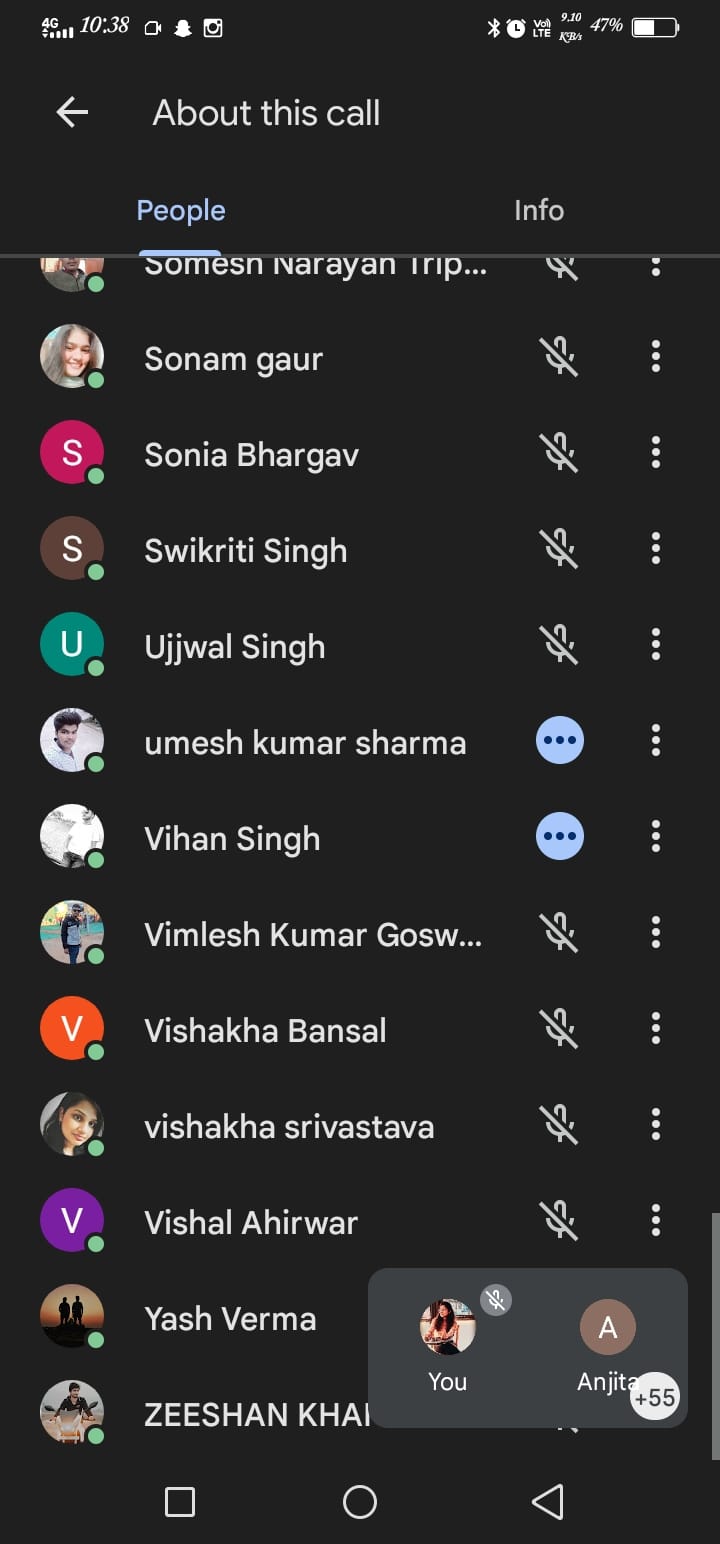 4G 10:38 Vo) LTE 9.10 KB/s 47%
About this call
People Info
Somesh Narayan Trip...
Sonam gaur
S Sonia Bhargav
S Swikriti Singh
U Ujjwal Singh
umesh kumar sharma
Vihan Singh
Vimlesh Kumar Gosw...
V Vishakha Bansal
vishakha srivastava
V Vishal Ahirwar
Yash Verma
A
You Anjita
+55
ZEESHAN KHA